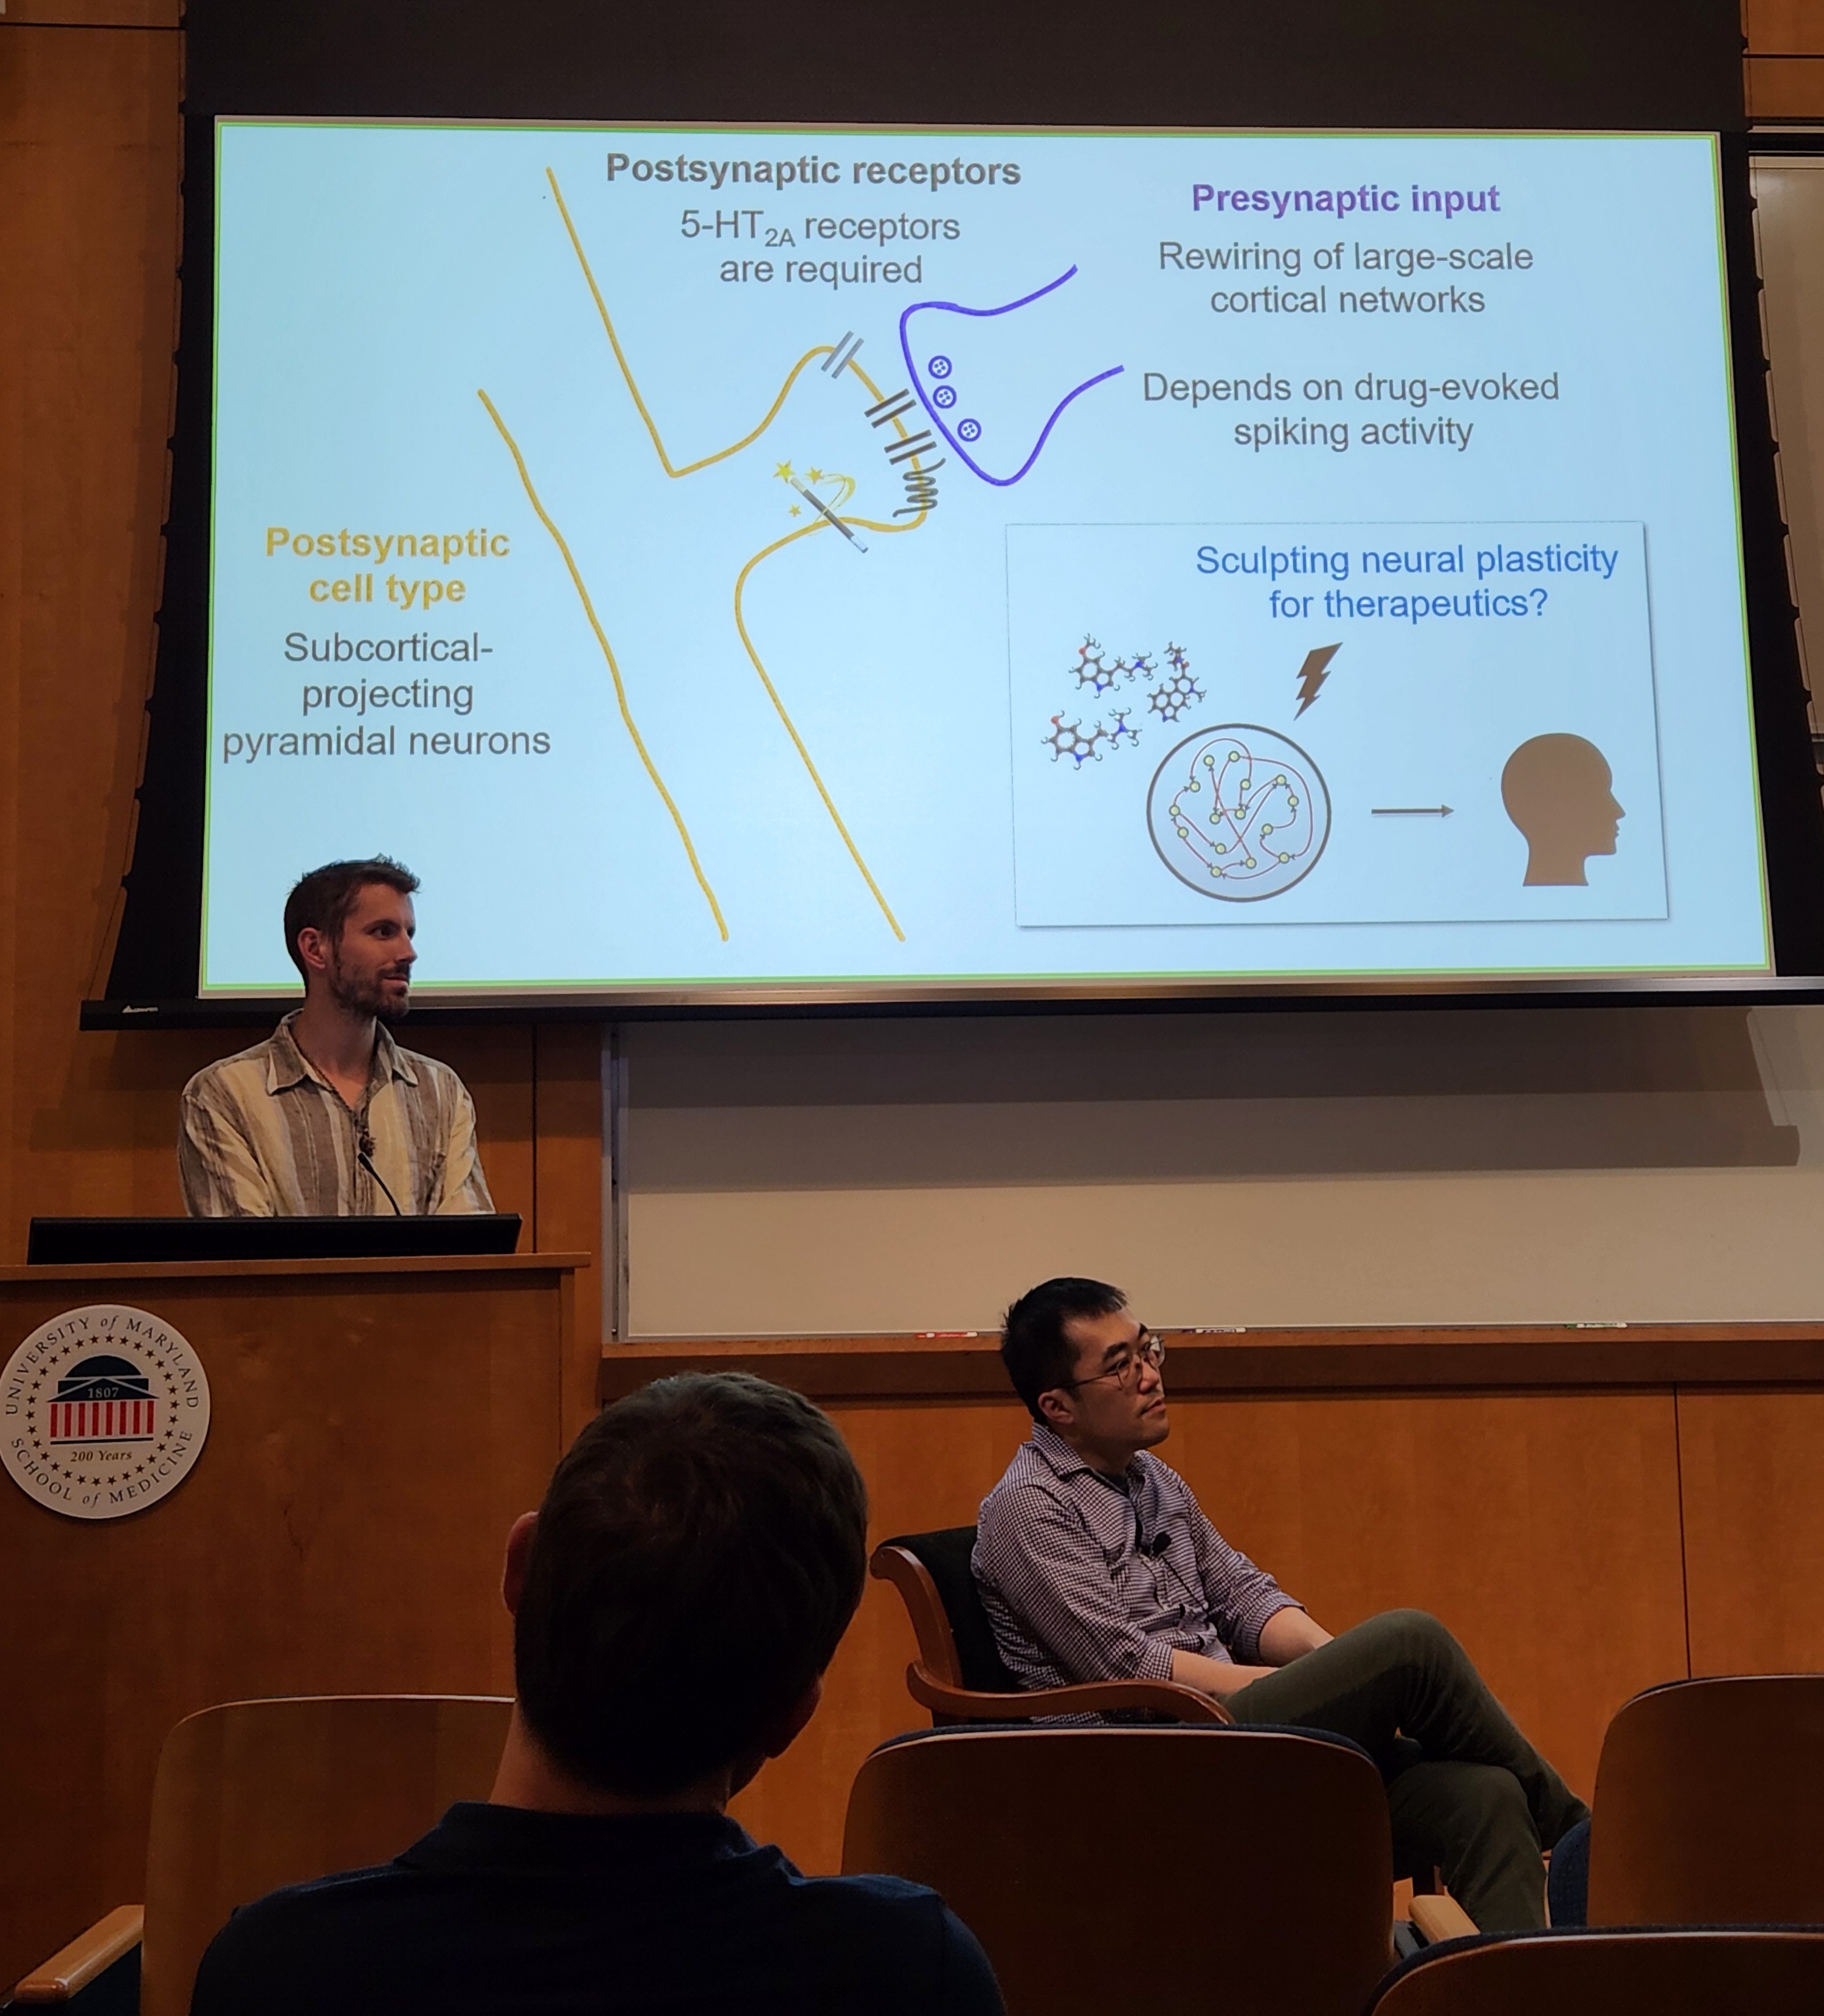 Postsynaptic receptors
5-HT2A receptors
are required
Presynaptic input
Rewiring of large-scale
cortical networks
Depends on drug-evoked
spiking activity
Postsynaptic
cell type
Subcortical-
projecting
pyramidal neurons
Sculpting neural plasticity
for therapeutics?
UNIVERSITY of MARYLAND
1807
200 Years
SCHOOL of MEDICINE